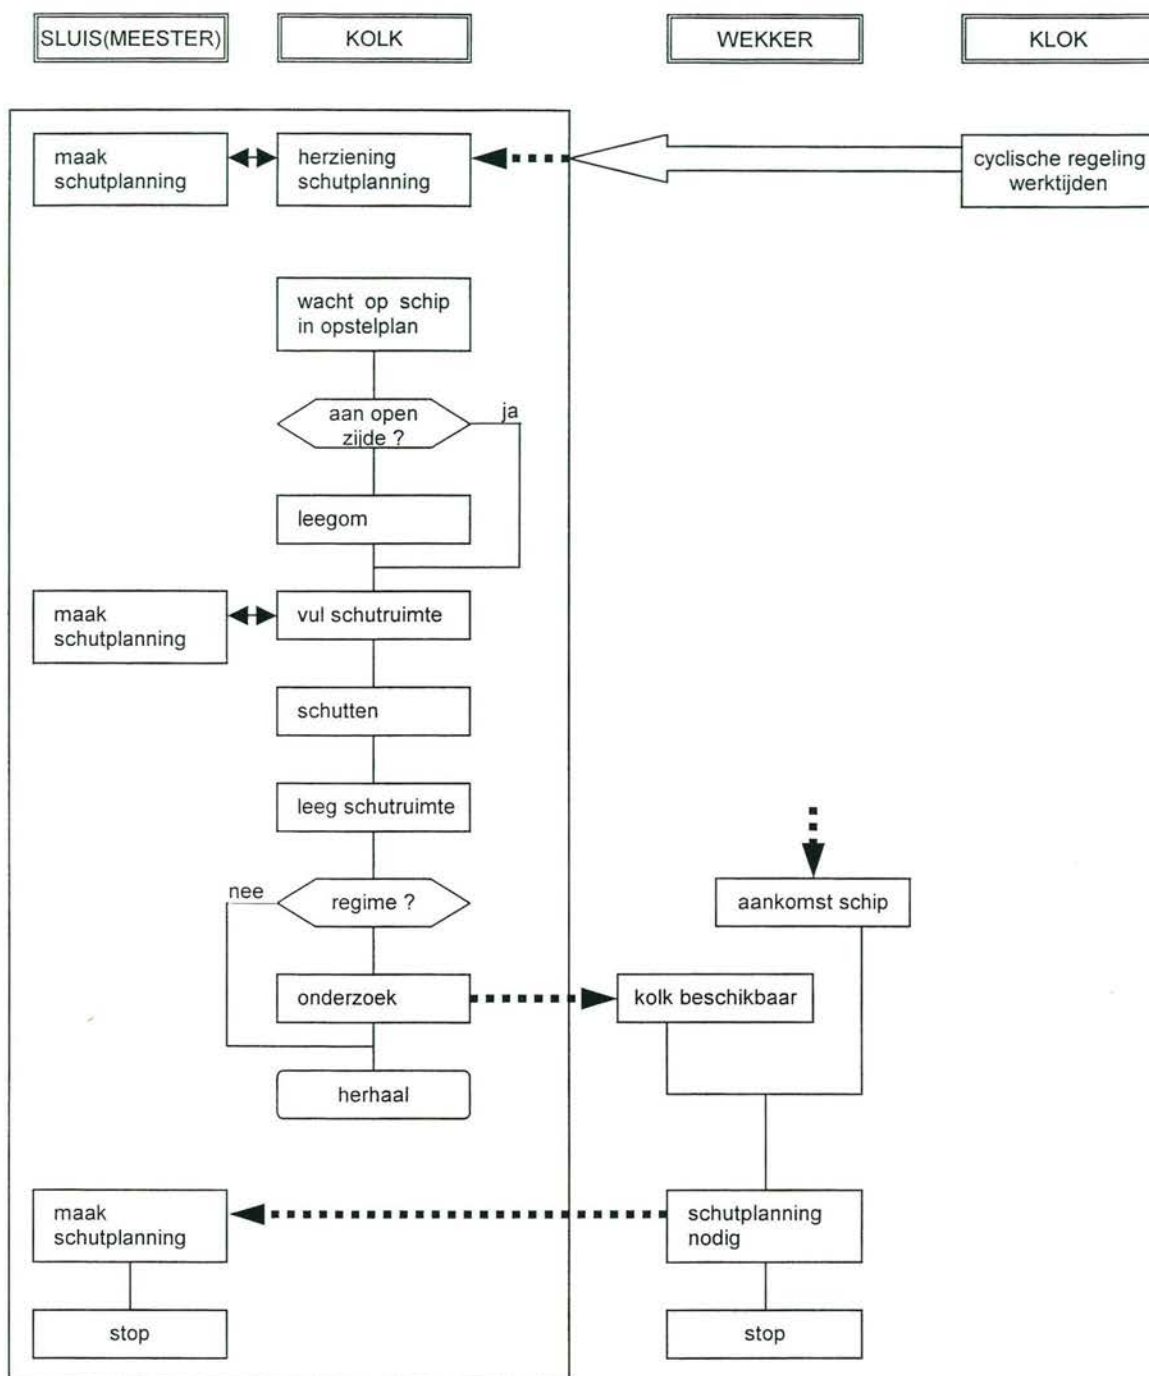 SLUIS(MEESTER)
KOLK
WEKKER
KLOK
maak
schutplanning
herziening
schutplanning
cyclische regeling
werktijden
wacht op schip
in opstelplan
aan open
zijde ?
ja
leegom
maak
schutplanning
vul schutruimte
schutten
leeg schutruimte
nee
regime ?
aankomst schip
onderzoek
kolk beschikbaar
herhaal
maak
schutplanning
schutplanning
nodig
stop
stop